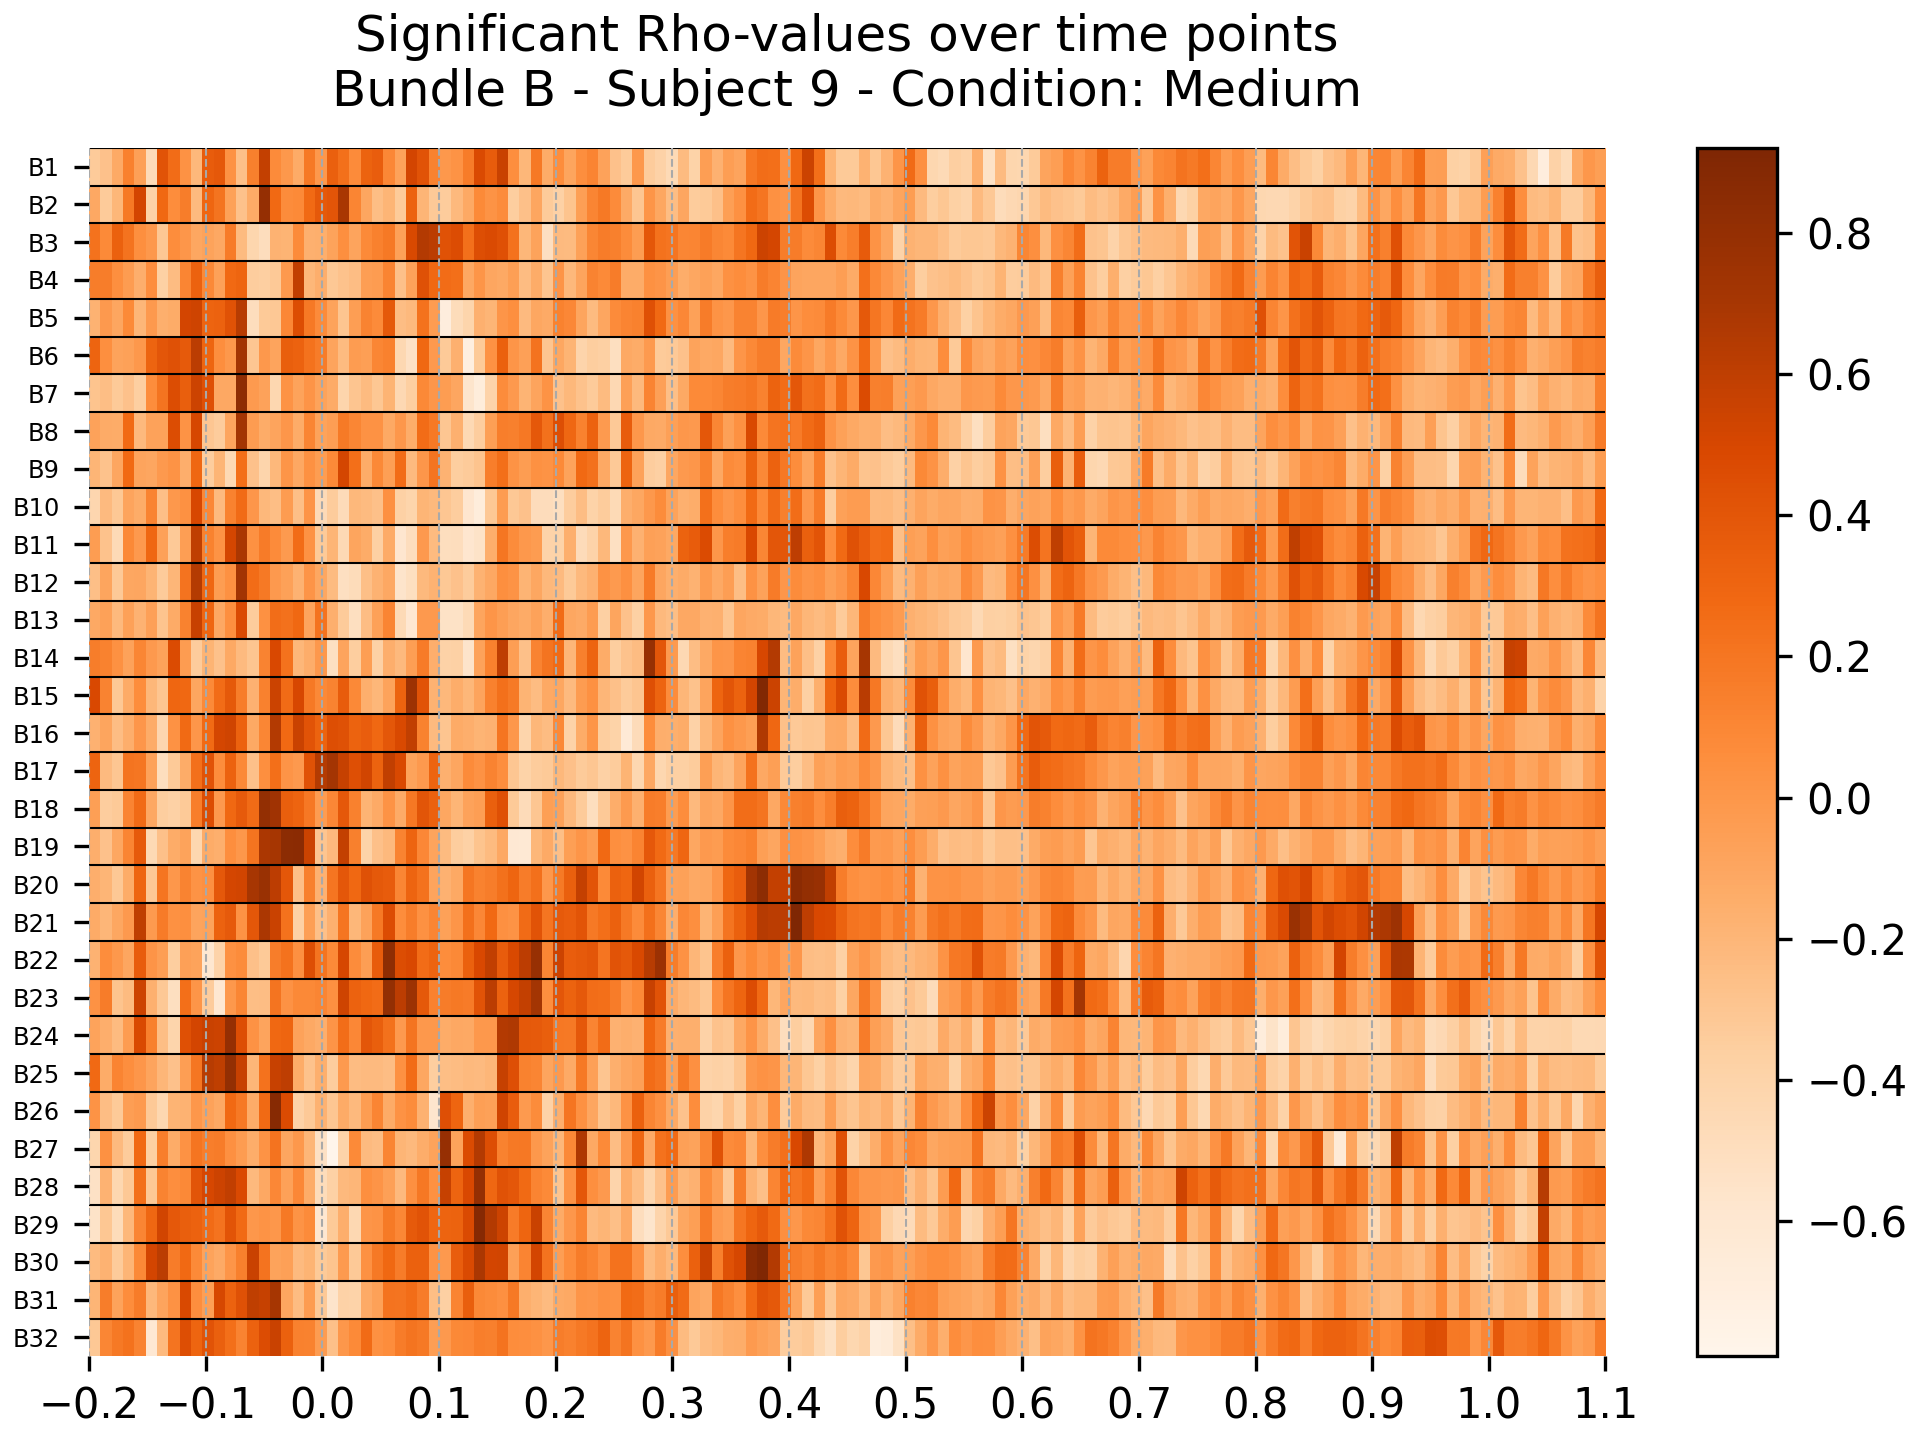 Significant Rho-values over time points
Bundle B - Subject 9 - Condition: Medium
B1
B2
B3
B4
B5
B6
B7
B8
B9
B10
B11
B12
B13
B14
B15
B16
B17
B18
B19
B20
B21
B22
B23
B24
B25
B26
B27
B28
B29
B30
B31
B32
−0.2 −0.1 0.0 0.1 0.2 0.3 0.4 0.5 0.6 0.7 0.8 0.9 1.0 1.1
0.8
0.6
0.4
0.2
0.0
−0.2
−0.4
−0.6